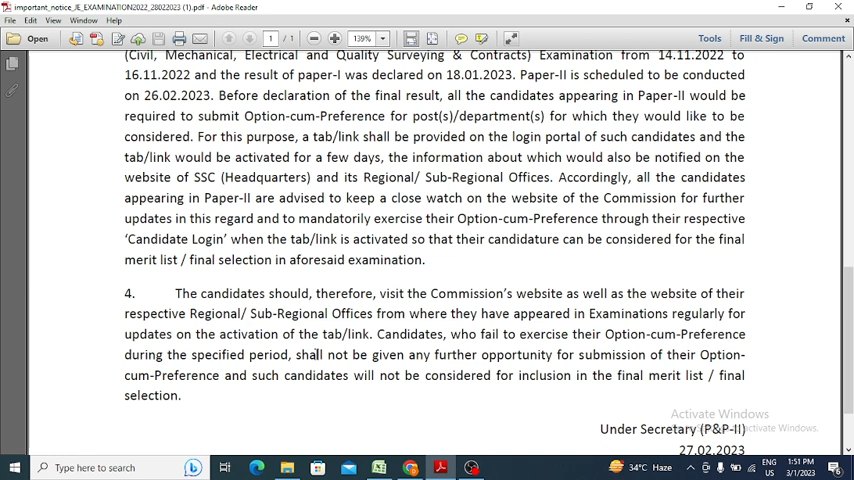 important_notice_JE_EXAMINATION2022_28022023 (1).pdf - Adobe Reader
File Edit View Window Help
Open 1 / 1 139% Tools Fill & Sign Comment
(Civil, Mechanical, Electrical and Quality Surveying & Contracts) Examination from 14.11.2022 to
16.11.2022 and the result of paper-I was declared on 18.01.2023. Paper-II is scheduled to be conducted
on 26.02.2023. Before declaration of the final result, all the candidates appearing in Paper-II would be
required to submit Option-cum-Preference for post(s)/department(s) for which they would like to be
considered. For this purpose, a tab/link shall be provided on the login portal of such candidates and the
tab/link would be activated for a few days, the information about which would also be notified on the
website of SSC (Headquarters) and its Regional/ Sub-Regional Offices. Accordingly, all the candidates
appearing in Paper-II are advised to keep a close watch on the website of the Commission for further
updates in this regard and to mandatorily exercise their Option-cum-Preference through their respective
‘Candidate Login’ when the tab/link is activated so that their candidature can be considered for the final
merit list / final selection in aforesaid examination.
4. The candidates should, therefore, visit the Commission’s website as well as the website of their
respective Regional/ Sub-Regional Offices from where they have appeared in Examinations regularly for
updates on the activation of the tab/link. Candidates, who fail to exercise their Option-cum-Preference
during the specified period, shall not be given any further opportunity for submission of their Option-
cum-Preference and such candidates will not be considered for inclusion in the final merit list / final
selection.
Activate Windows
Under Secretary (P&P-II)
activate Windows.
27.02.2023
Type here to search
34°C Haze
ENG
US
1:51 PM
3/1/2023
6